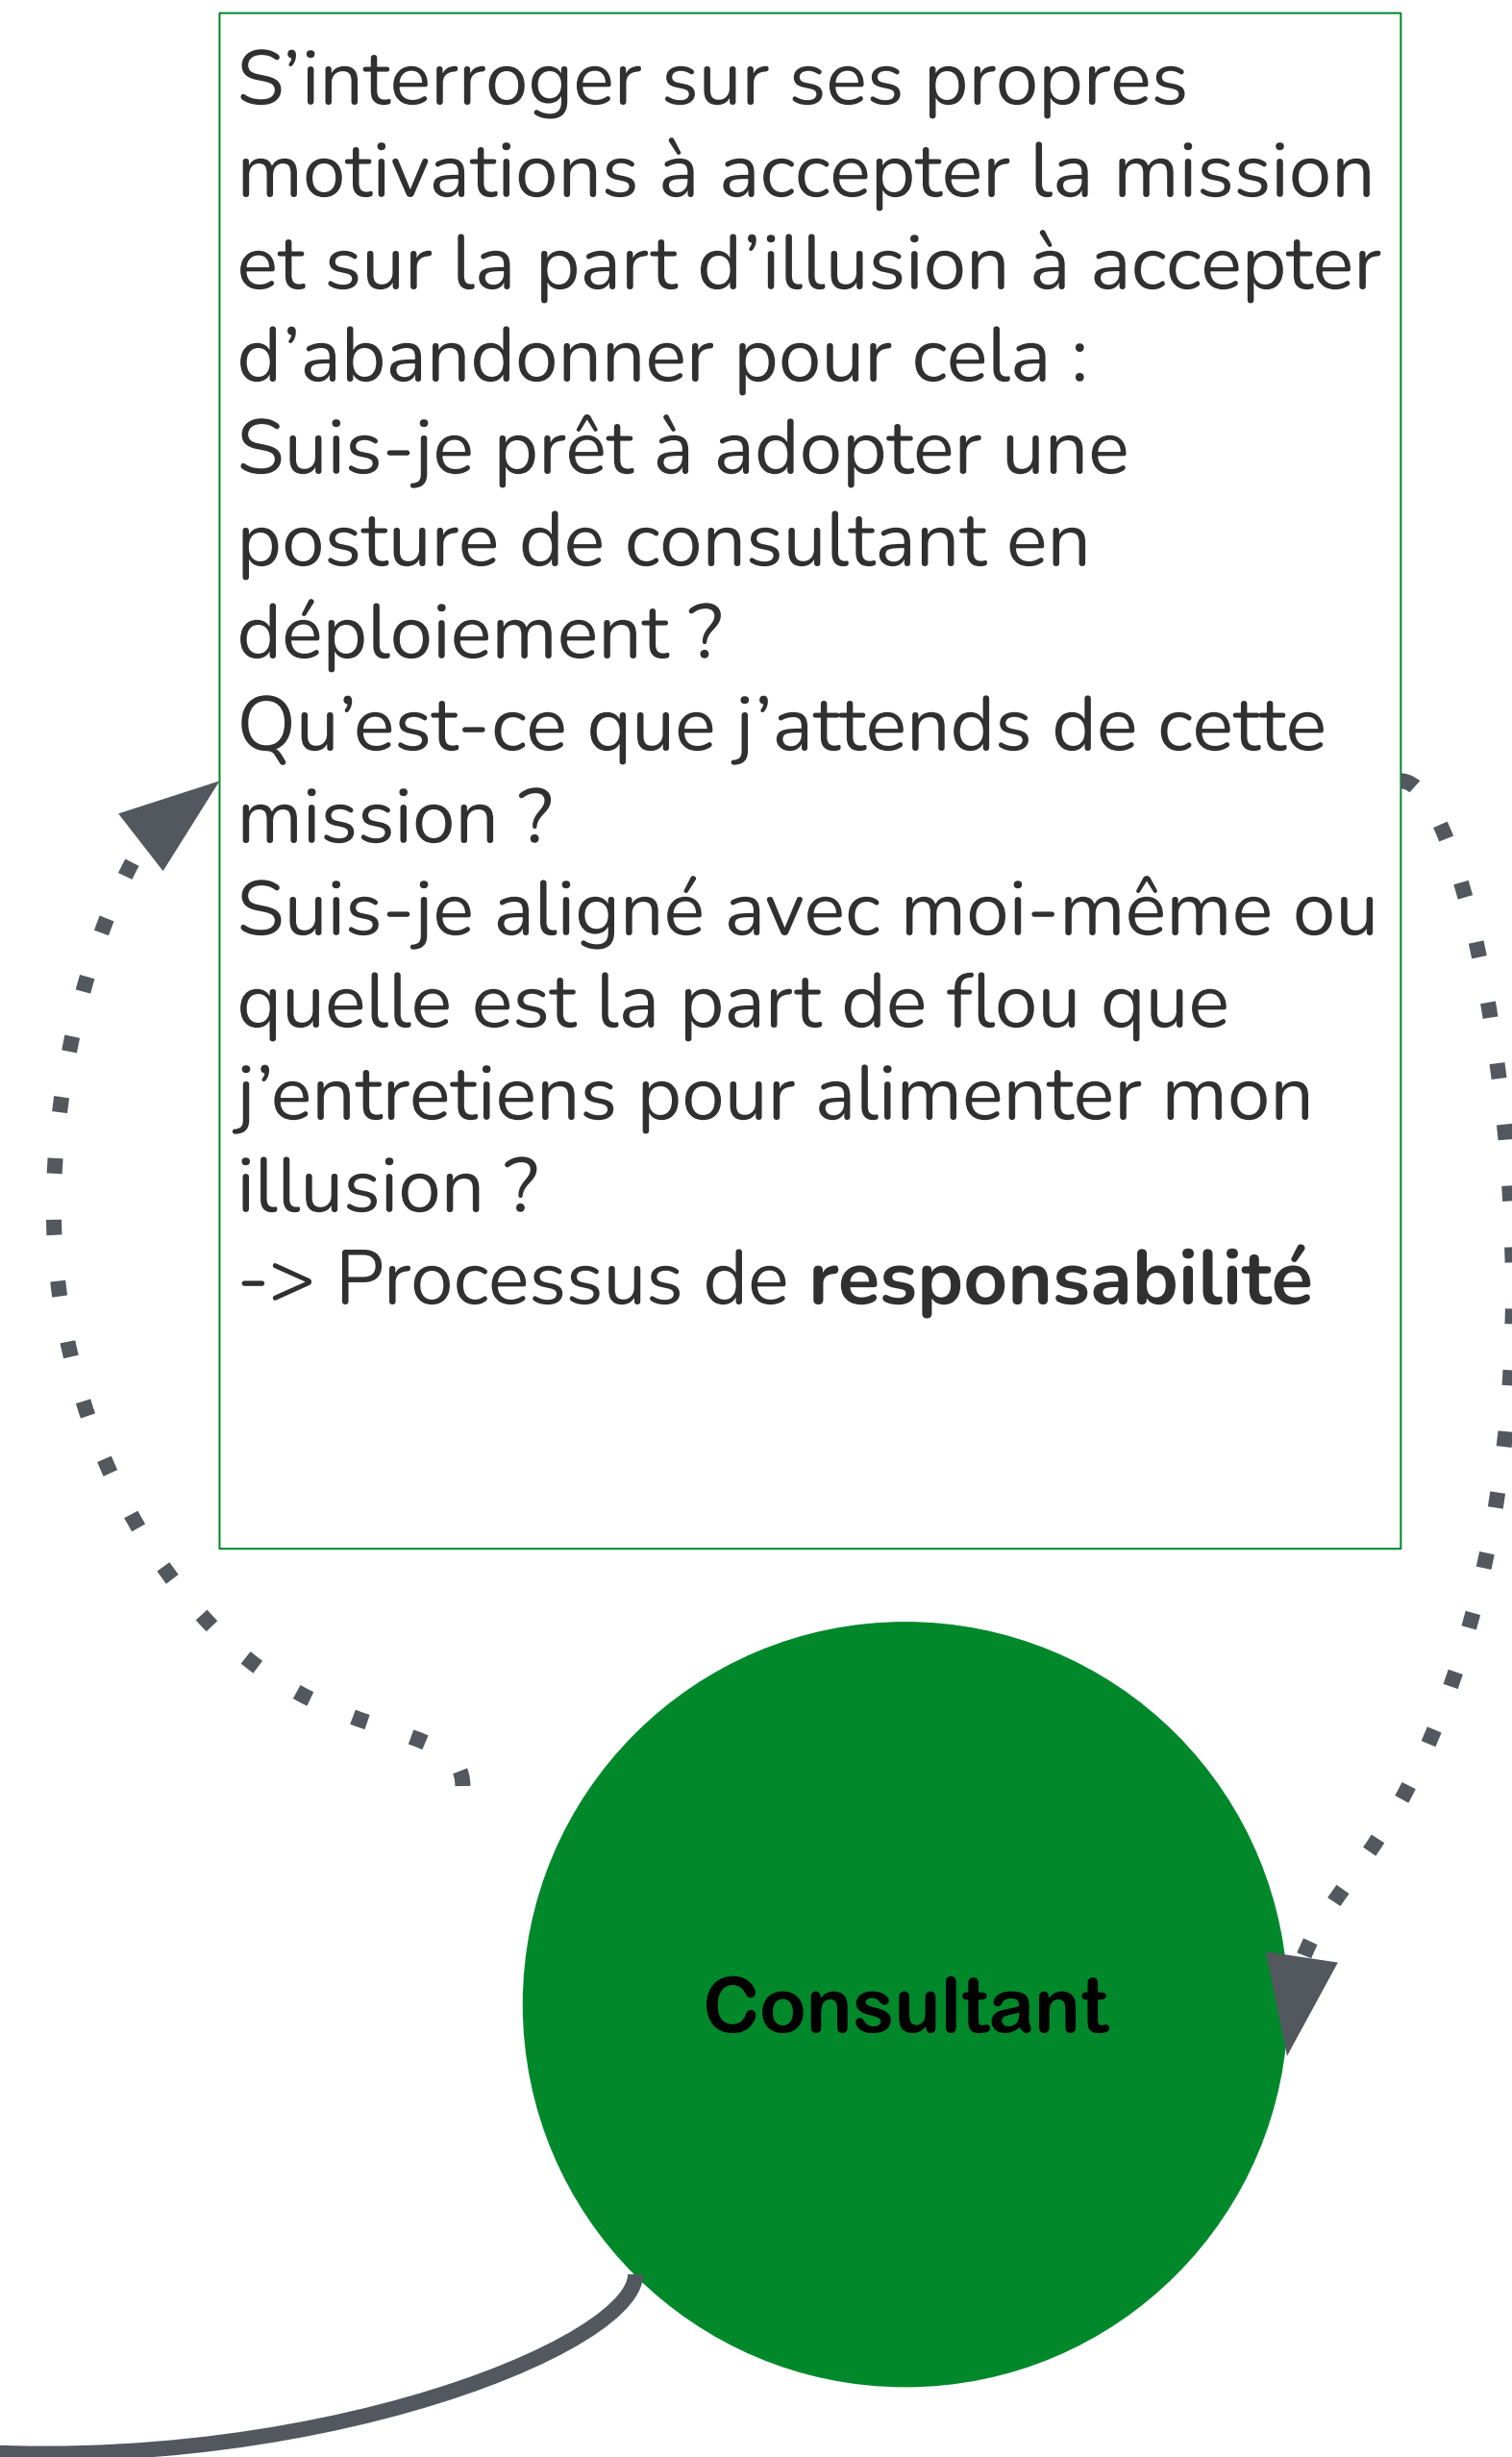 S’interroger sur ses propres
motivations à accepter la mission
et sur la part d’illusion à accepter
d’abandonner pour cela :
Suis-je prêt à adopter une
posture de consultant en
déploiement ?
Qu’est-ce que j’attends de cette
mission ?
Suis-je aligné avec moi-même ou
quelle est la part de flou que
j’entretiens pour alimenter mon
illusion ?
-> Processus de responsabilité
Consultant